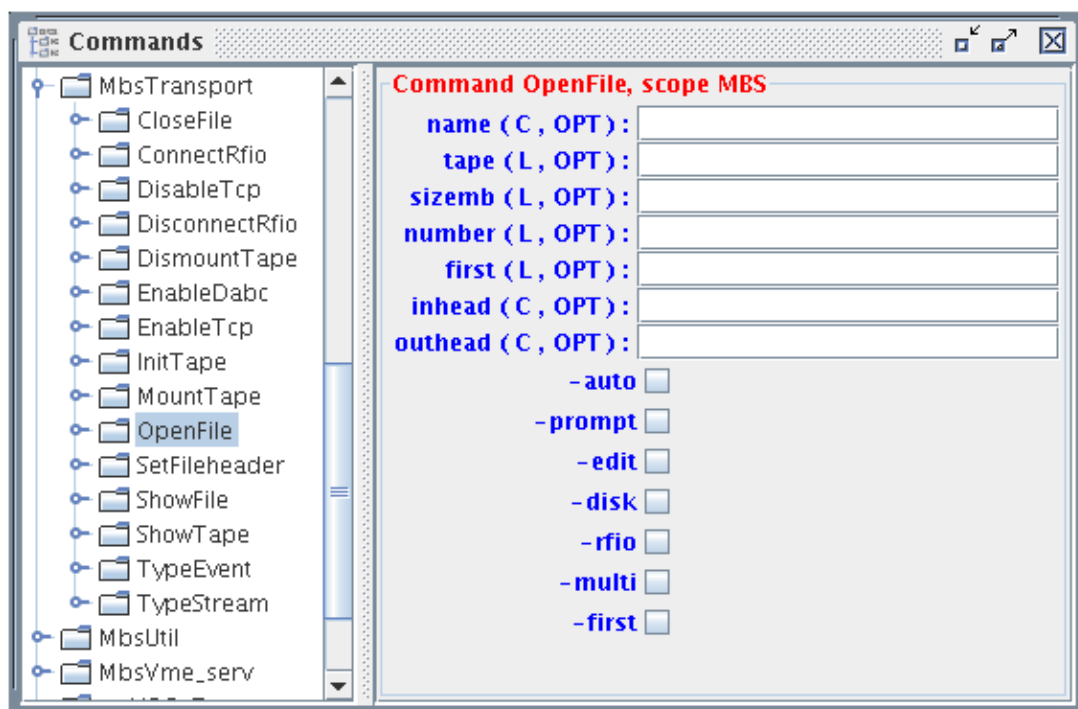 Commands
MbsTransport
CloseFile
ConnectRfio
DisableTcp
DisconnectRfio
DismountTape
EnableDabc
EnableTcp
InitTape
MountTape
OpenFile
SetFileheader
ShowFile
ShowTape
TypeEvent
TypeStream
MbsUtil
MbsVme_serv
Command OpenFile, scope MBS
name ( C , OPT ) :
tape ( L , OPT ) :
sizemb ( L , OPT ) :
number ( L , OPT ) :
first ( L , OPT ) :
inhead ( C , OPT ) :
outhead ( C , OPT ) :
-auto
-prompt
-edit
-disk
-rfio
-multi
-first